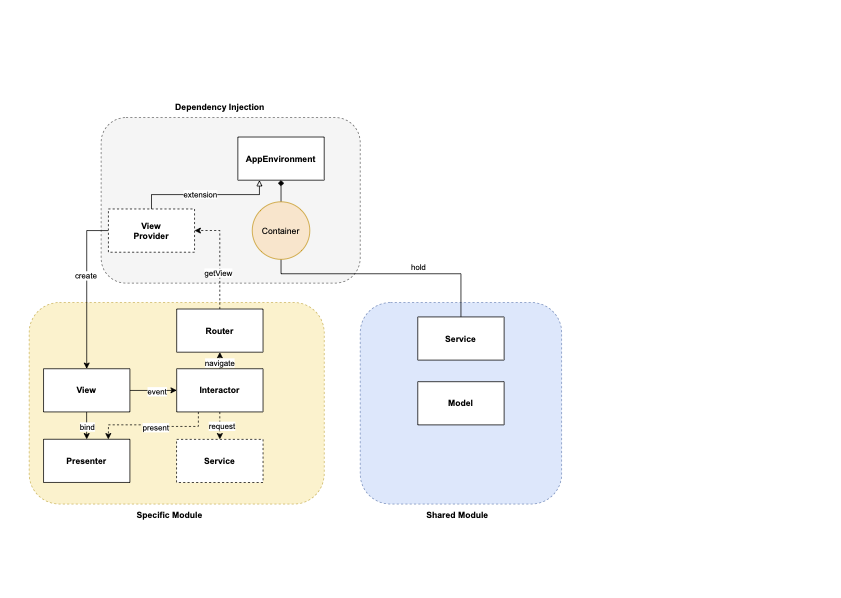 Dependency Injection
AppEnvironment
extension
View
Provider
Container
getView
hold
create
Router
Service
navigate
View
event
Interactor
Model
bind
present
request
Presenter
Service
Specific Module
Shared Module